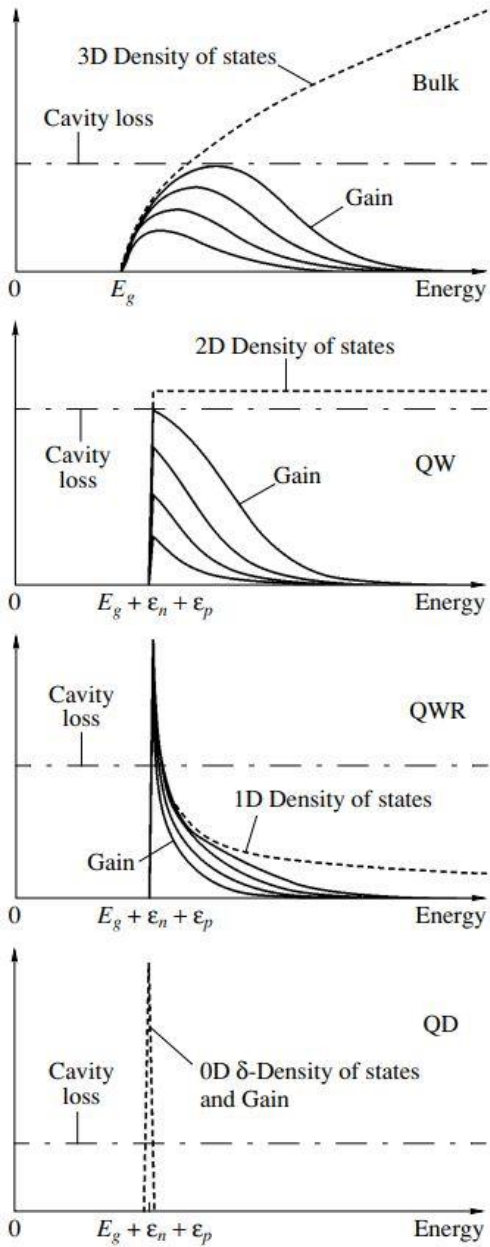 3D Density of states
Bulk
Cavity loss
Gain
0
E_g
Energy
2D Density of states
Cavity
loss
QW
Gain
0
E_g + ε_n + ε_p
Energy
Cavity
loss
QWR
1D Density of states
Gain
0
E_g + ε_n + ε_p
Energy
QD
0D δ-Density of states
and Gain
Cavity
loss
0
E_g + ε_n + ε_p
Energy